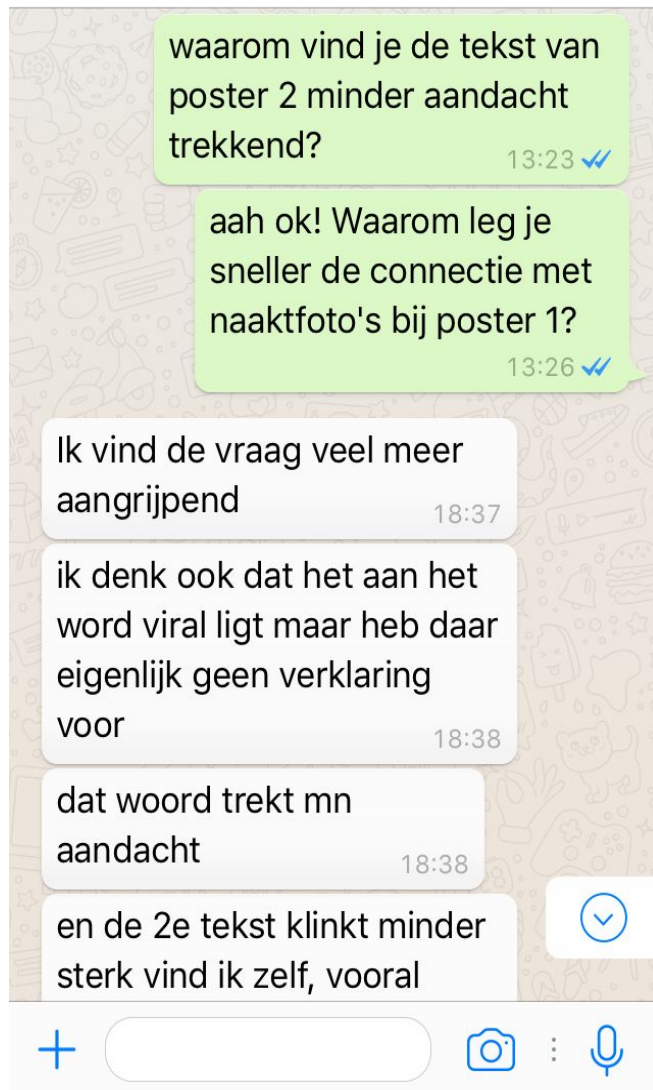 waarom vind je de tekst van
poster 2 minder aandacht
trekkend?
13:23
aah ok! Waarom leg je
sneller de connectie met
naaktfoto's bij poster 1?
13:26
Ik vind de vraag veel meer
aangrijpend
18:37
ik denk ook dat het aan het
word viral ligt maar heb daar
eigenlijk geen verklaring
voor
18:38
dat woord trekt mn
aandacht
18:38
en de 2e tekst klinkt minder
sterk vind ik zelf, vooral